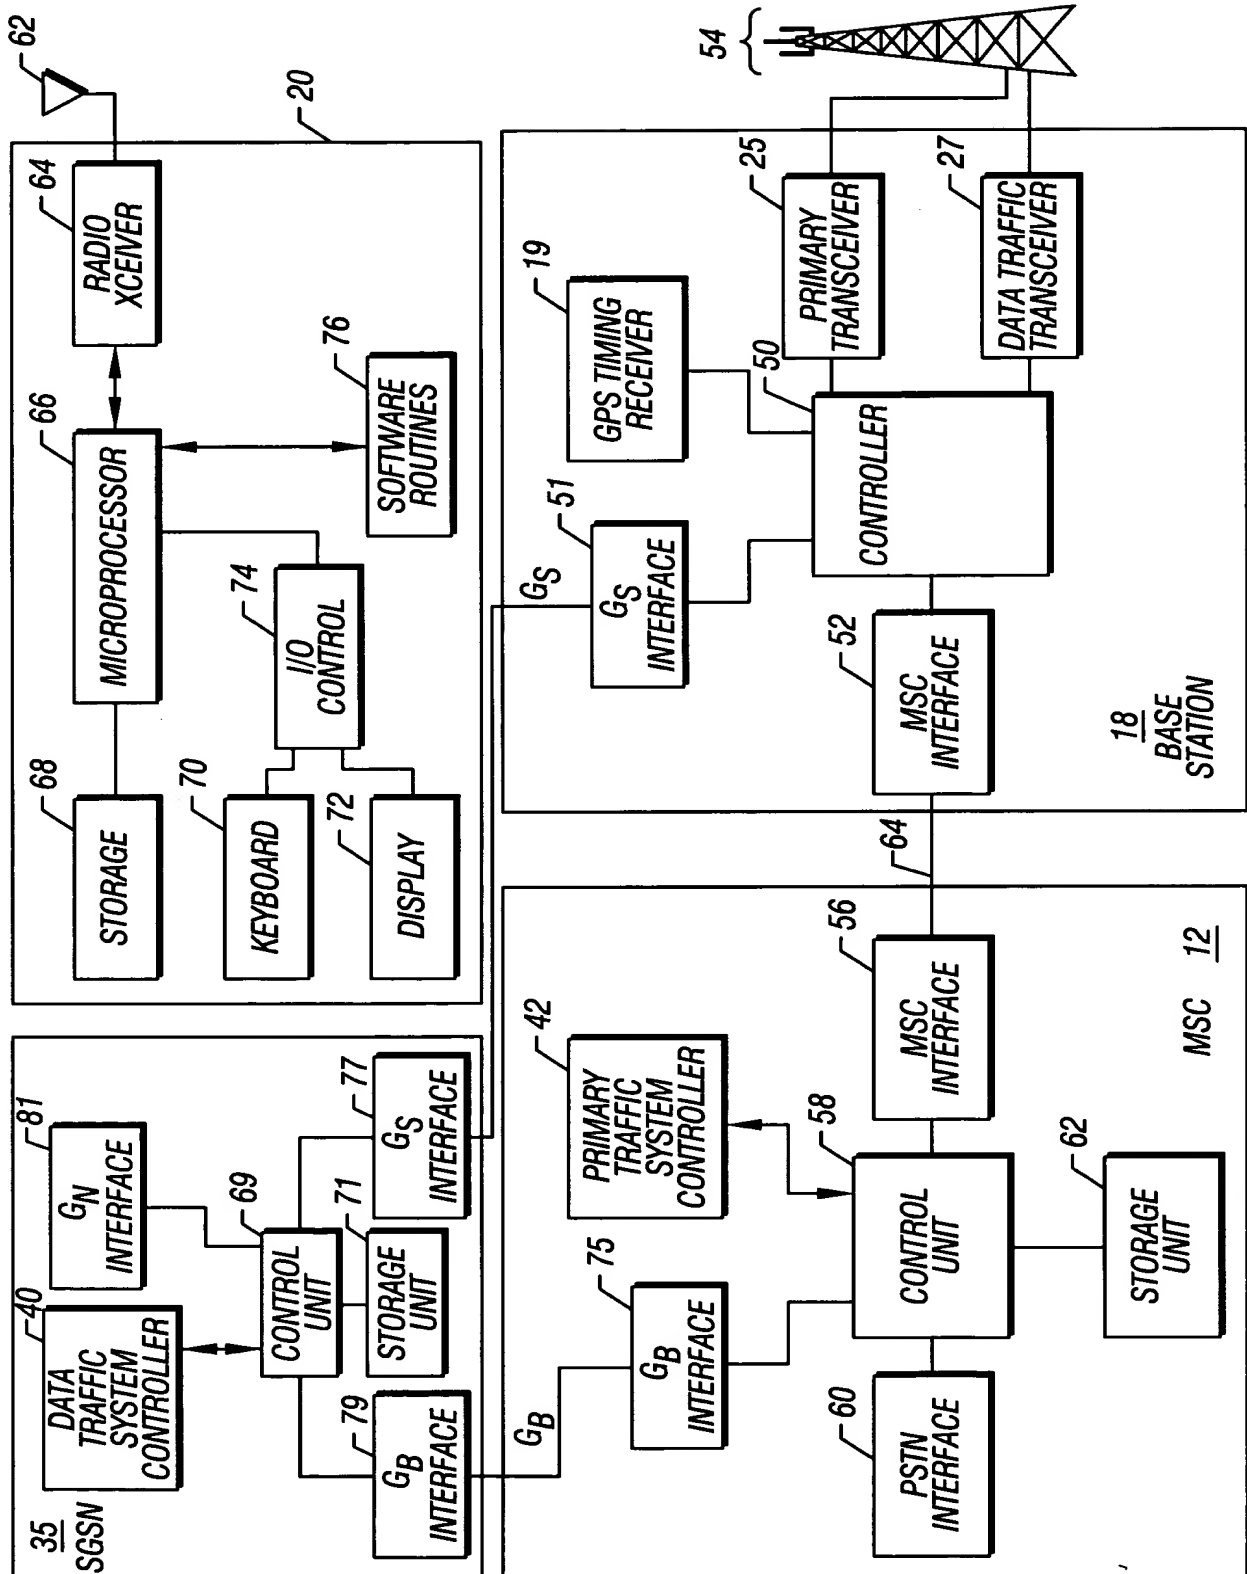 62
20
64
RADIO
XCEIVER
66
MICROPROCESSOR
76
SOFTWARE
ROUTINES
74
I/O
CONTROL
68
STORAGE
70
KEYBOARD
72
DISPLAY
35
SGSN
40
DATA
TRAFFIC
SYSTEM
CONTROLLER
81
GN
INTERFACE
69
CONTROL
UNIT
71
STORAGE
UNIT
77
GS
INTERFACE
79
GB
INTERFACE
GB
GS
54
25
PRIMARY
TRANSCEIVER
27
DATA TRAFFIC
TRANSCEIVER
19
GPS TIMING
RECEIVER
50
CONTROLLER
51
GS
INTERFACE
52
MSC
INTERFACE
18
BASE
STATION
64
56
MSC
INTERFACE
MSC 12
42
PRIMARY
TRAFFIC
SYSTEM
CONTROLLER
58
CONTROL
UNIT
62
STORAGE
UNIT
75
GB
INTERFACE
60
PSTN
INTERFACE